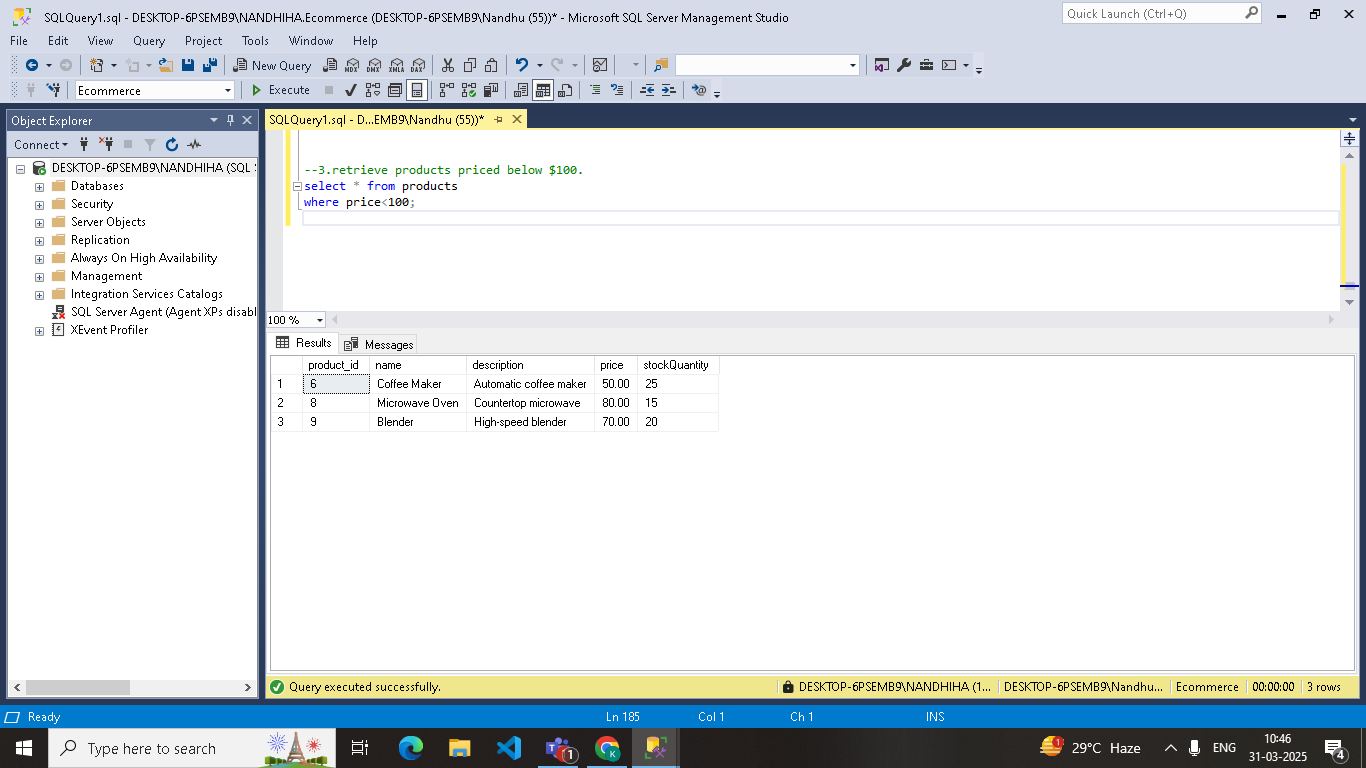 SQLQuery1.sql - DESKTOP-6PSEMB9\NANDHIHA.Ecommerce (DESKTOP-6PSEMB9\Nandhu (55))* - Microsoft SQL Server Management Studio
Quick Launch (Ctrl+Q)
File Edit View Query Project Tools Window Help
New Query MDX DMX XMLA DAX
Ecommerce Execute
Object Explorer
SQLQuery1.sql - D...EMB9\Nandhu (55))*
Connect
DESKTOP-6PSEMB9\NANDHIHA (SQL
Databases
Security
Server Objects
Replication
Always On High Availability
Management
Integration Services Catalogs
SQL Server Agent (Agent XPs disabl
XEvent Profiler
--3.retrieve products priced below $100.
select * from products
where price<100;
100 %
Results Messages
product_id name description price stockQuantity
1 6 Coffee Maker Automatic coffee maker 50.00 25
2 8 Microwave Oven Countertop microwave 80.00 15
3 9 Blender High-speed blender 70.00 20
Query executed successfully.
DESKTOP-6PSEMB9\NANDHIHA (1... DESKTOP-6PSEMB9\Nandhu... Ecommerce 00:00:00 3 rows
Ready Ln 185 Col 1 Ch 1 INS
Type here to search
1
1 29°C Haze
ENG
10:46
31-03-2025
4